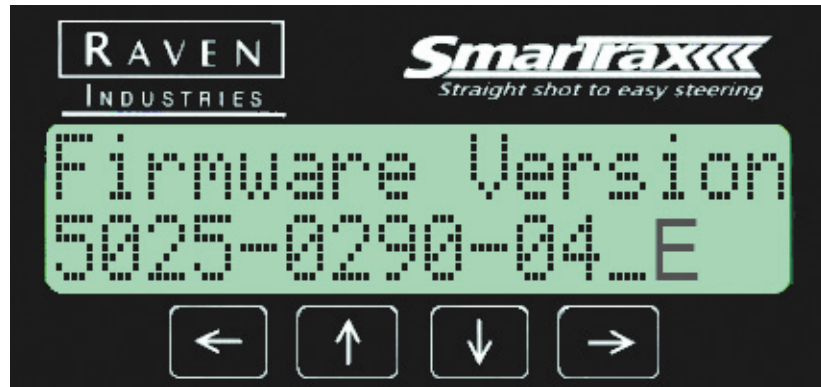 RAVEN
INDUSTRIES
SmarTrax
Straight shot to easy steering
Firmware Version
5025-0290-04_E